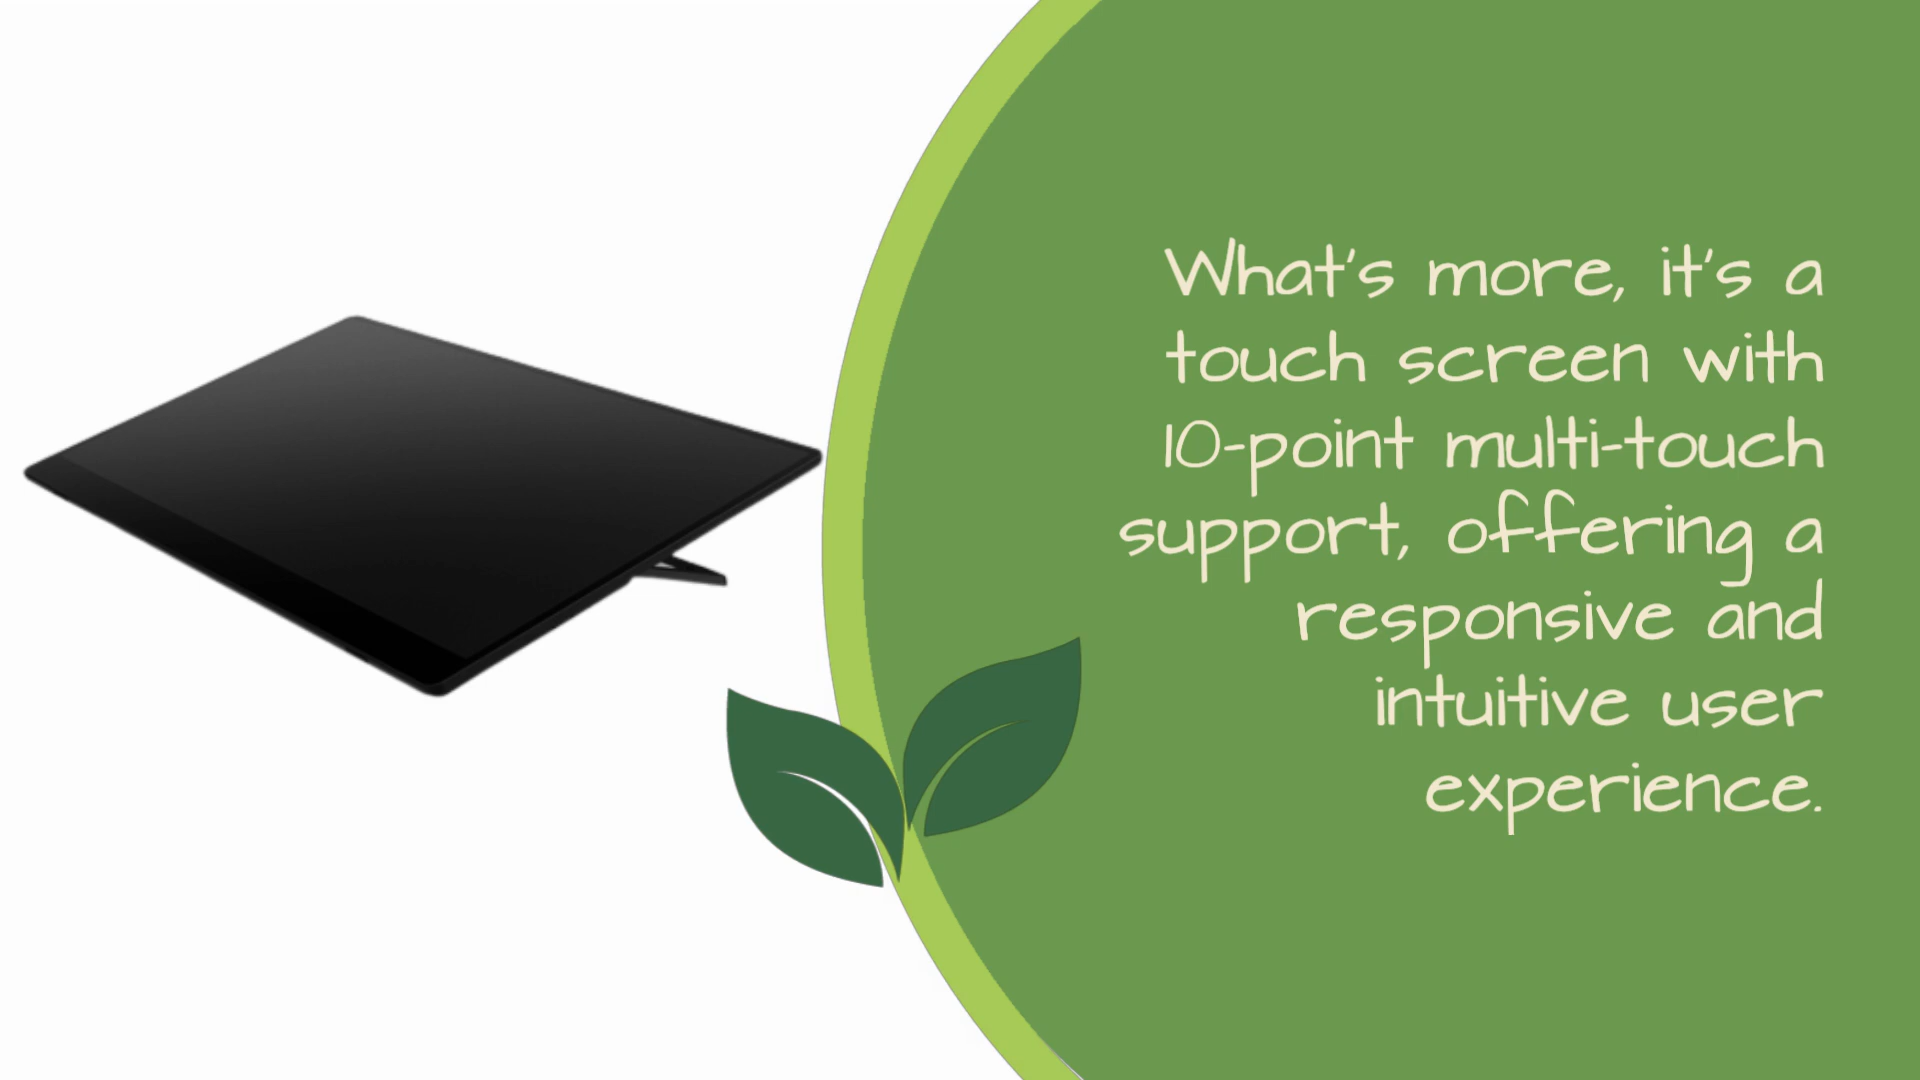 What's more, it's a
touch screen with
10-point multi-touch
support, offering a
responsive and
intuitive user
experience.